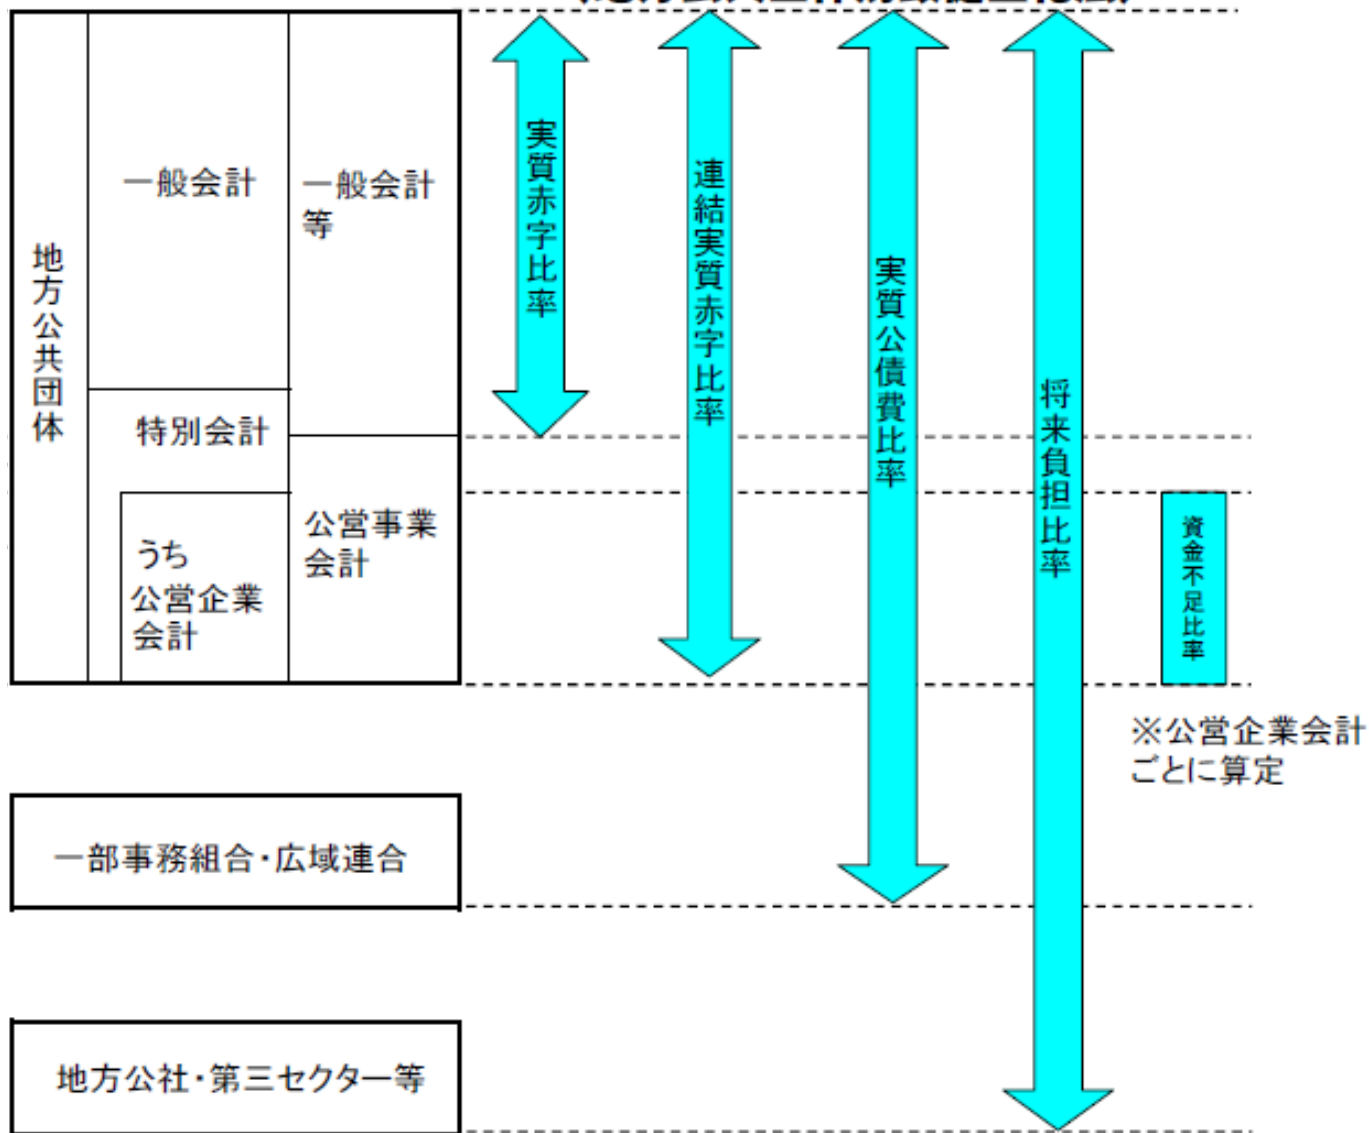 地方公共団体
一般会計
一般会計
等
特別会計
うち
公営企業
会計
公営事業
会計
実質赤字比率
連結実質赤字比率
実質公債費比率
将来負担比率
資金不足比率
※公営企業会計
ごとに算定
一部事務組合・広域連合
地方公社・第三セクター等